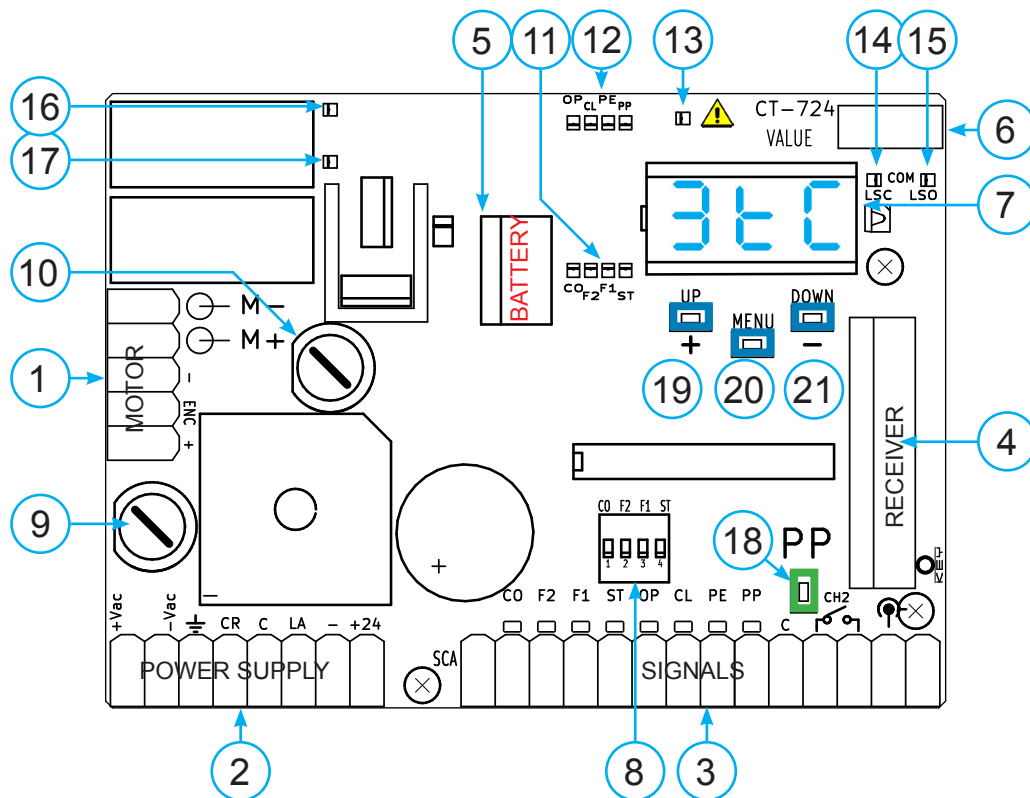 5 11 12 13 14 15
16 OP CL PE PP CT-724 6
VALUE
17 COM
LSC LSO 7
3tC
BATTERY
10 CO F2 F1 ST
M - UP DOWN
M + MENU
+ -
1 MOTOR - ENC + 19 20 21
4 RECEIVER
9 CO F2 F1 ST
1 2 3 4
18 PP
+
- KEY
+Vac -Vac CR C LA - +24 CO F2 F1 ST OP CL PE PP C CH2
POWER SUPPLY SCA SIGNALS
2 8 3